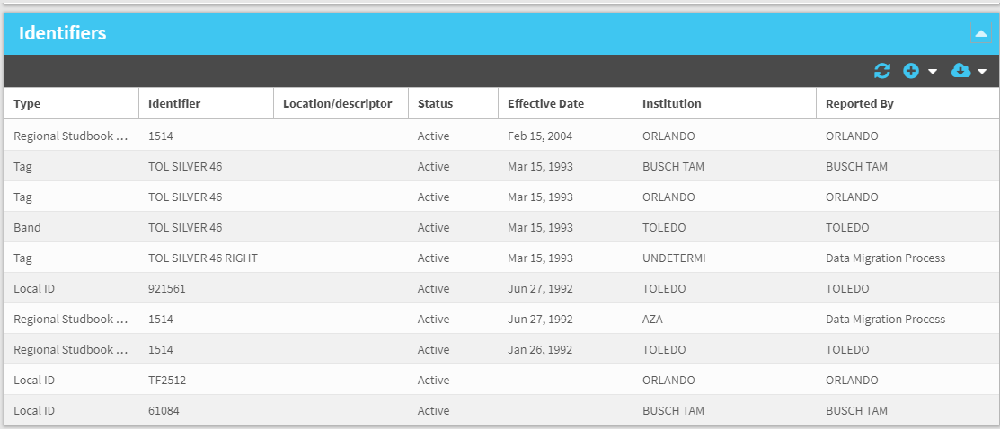 Identifiers
Type Identifier Location/descriptor Status Effective Date Institution Reported By
Regional Studbook ... 1514 Active Feb 15, 2004 ORLANDO ORLANDO
Tag TOL SILVER 46 Active Mar 15, 1993 BUSCH TAM BUSCH TAM
Tag TOL SILVER 46 Active Mar 15, 1993 ORLANDO ORLANDO
Band TOL SILVER 46 Active Mar 15, 1993 TOLEDO TOLEDO
Tag TOL SILVER 46 RIGHT Active Mar 15, 1993 UNDETERMI Data Migration Process
Local ID 921561 Active Jun 27, 1992 TOLEDO TOLEDO
Regional Studbook ... 1514 Active Jun 27, 1992 AZA Data Migration Process
Regional Studbook ... 1514 Active Jan 26, 1992 TOLEDO TOLEDO
Local ID TF2512 Active ORLANDO ORLANDO
Local ID 61084 Active BUSCH TAM BUSCH TAM